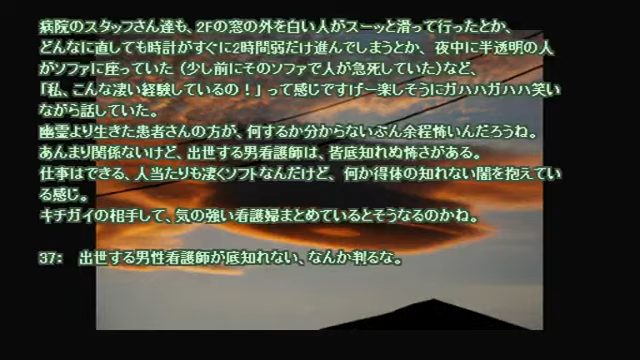 病院のスタッフさん達も、2Fの窓の外を白い人がスーッと滑って行ったとか、
どんなに直しても時計がすぐに2時間弱だけ進んでしまうとか、 夜中に半透明の人
がソファに座っていた （少し前にそのソファで人が急死していた）など、
「私、こんな凄い経験しているの！」 って感じですげー楽しそうにガハハガハハ笑い
ながら話していた。
幽霊より生きた患者さんの方が、何するか分からないぶん余程怖いんだろうね。
あんまり関係ないけど、出世する男看護師は、皆底知れぬ怖さがある。
仕事はできる、人当たりも凄くソフトなんだけど、 何か得体の知れない闇を抱えてい
る感じ。
キチガイの相手して、気の強い看護婦まとめているとそうなるのかね。
37： 出世する男性看護師が底知れない、なんか判るな。